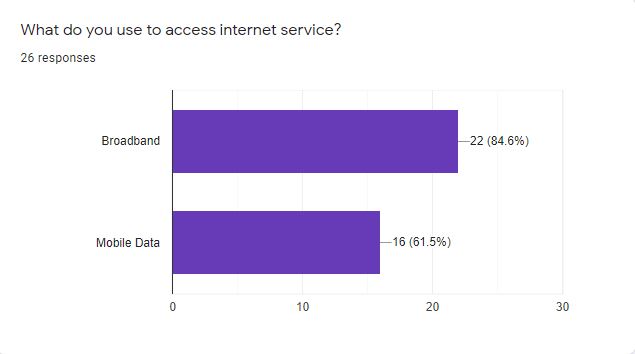 What do you use to access internet service?
26 responses
Broadband
22 (84.6%)
Mobile Data
16 (61.5%)
0
10
20
30